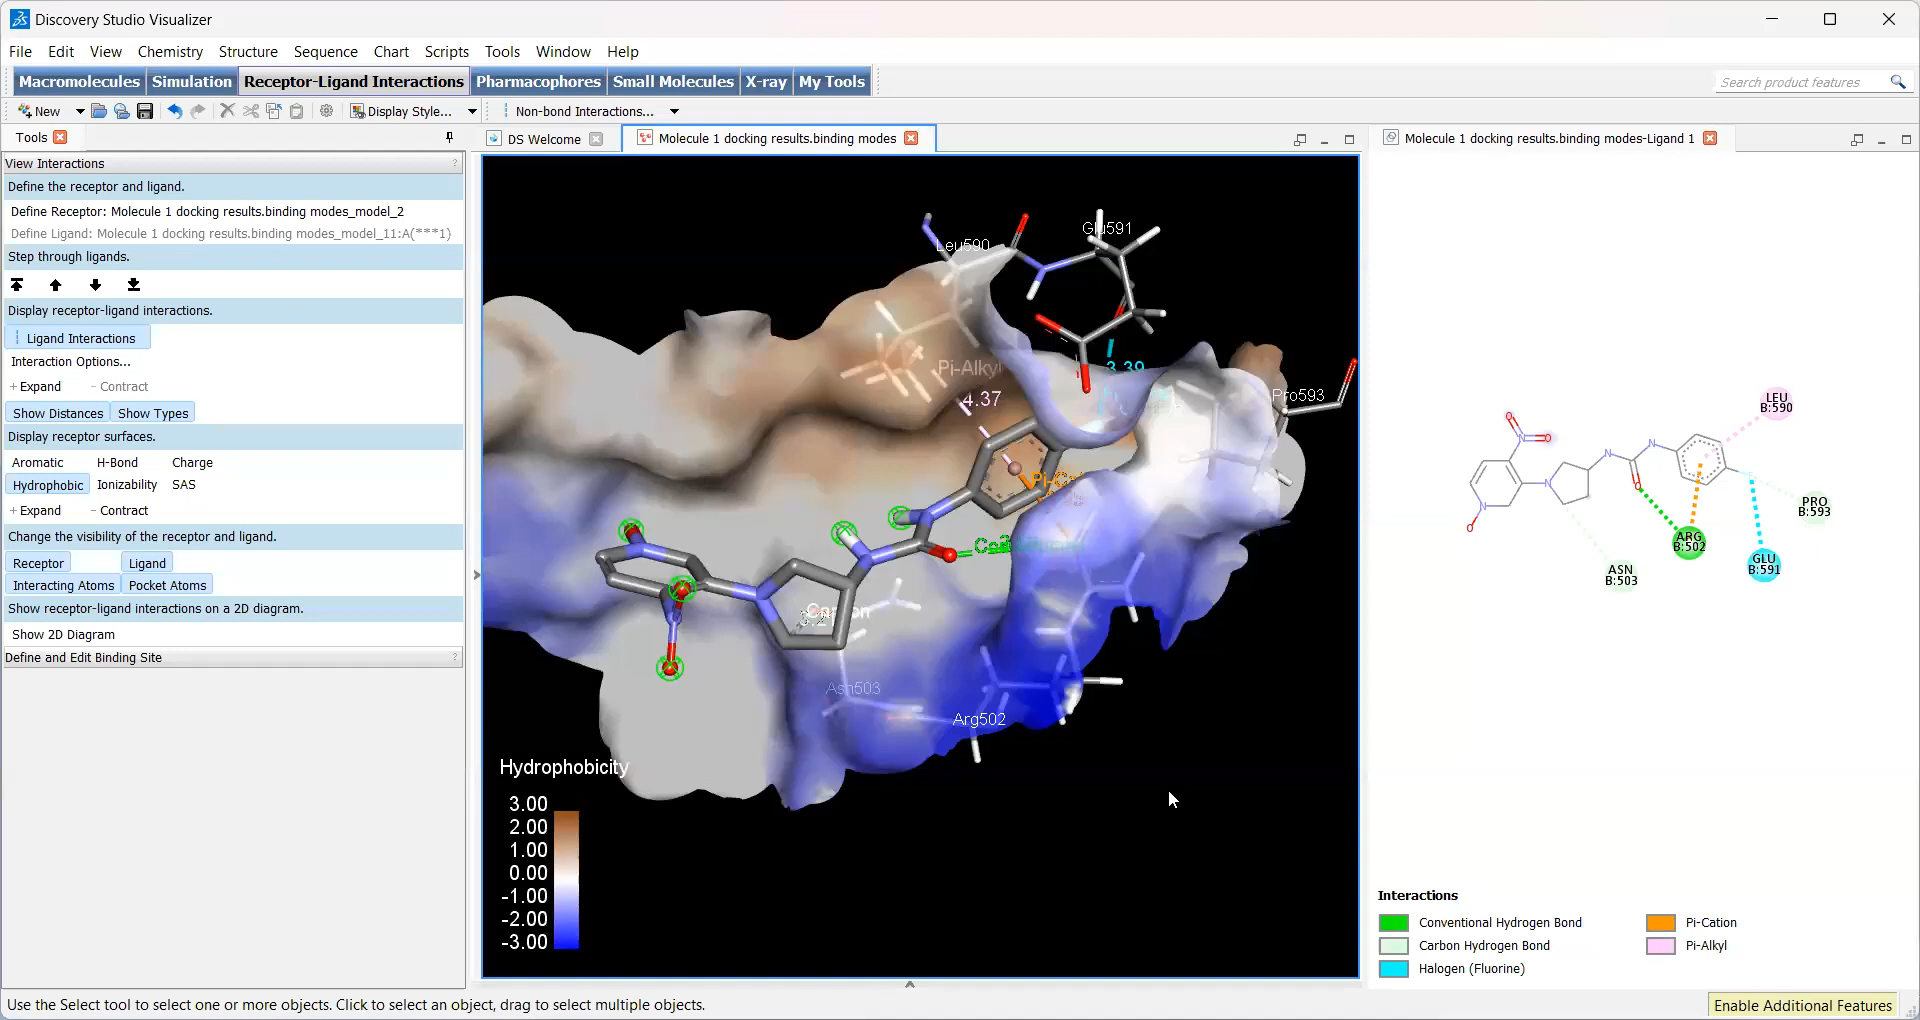 Discovery Studio Visualizer
File Edit View Chemistry Structure Sequence Chart Scripts Tools Window Help
Macromolecules Simulation Receptor-Ligand Interactions Pharmacophores Small Molecules X-ray My Tools
Search product features
New Display Style... Non-bond Interactions...
Tools
DS Welcome
Molecule 1 docking results.binding modes
Molecule 1 docking results.binding modes-Ligand 1
View Interactions ?
Define the receptor and ligand.
Define Receptor: Molecule 1 docking results.binding modes_model_2
Define Ligand: Molecule 1 docking results.binding modes_model_11:A(***1)
Step through ligands.
Display receptor-ligand interactions.
Ligand Interactions
Interaction Options...
+ Expand - Contract
Show Distances Show Types
Display receptor surfaces.
Aromatic H-Bond Charge
Hydrophobic Ionizability SAS
+ Expand - Contract
Change the visibility of the receptor and ligand.
Receptor Ligand
Interacting Atoms Pocket Atoms
Show receptor-ligand interactions on a 2D diagram.
Show 2D Diagram
Define and Edit Binding Site ?
Leu590
Glu591
Pi-Alkyl
4.37
3.39
Pro593
Carbon
Asn503
Arg502
Hydrophobicity
3.00
2.00
1.00
0.00
-1.00
-2.00
-3.00
LEU
B:590
PRO
B:593
ARG
B:502
GLU
B:591
ASN
B:503
N
O
O
N
O
N
N
O
N
Interactions
Conventional Hydrogen Bond
Carbon Hydrogen Bond
Halogen (Fluorine)
Pi-Cation
Pi-Alkyl
Use the Select tool to select one or more objects. Click to select an object, drag to select multiple objects.
Enable Additional Features